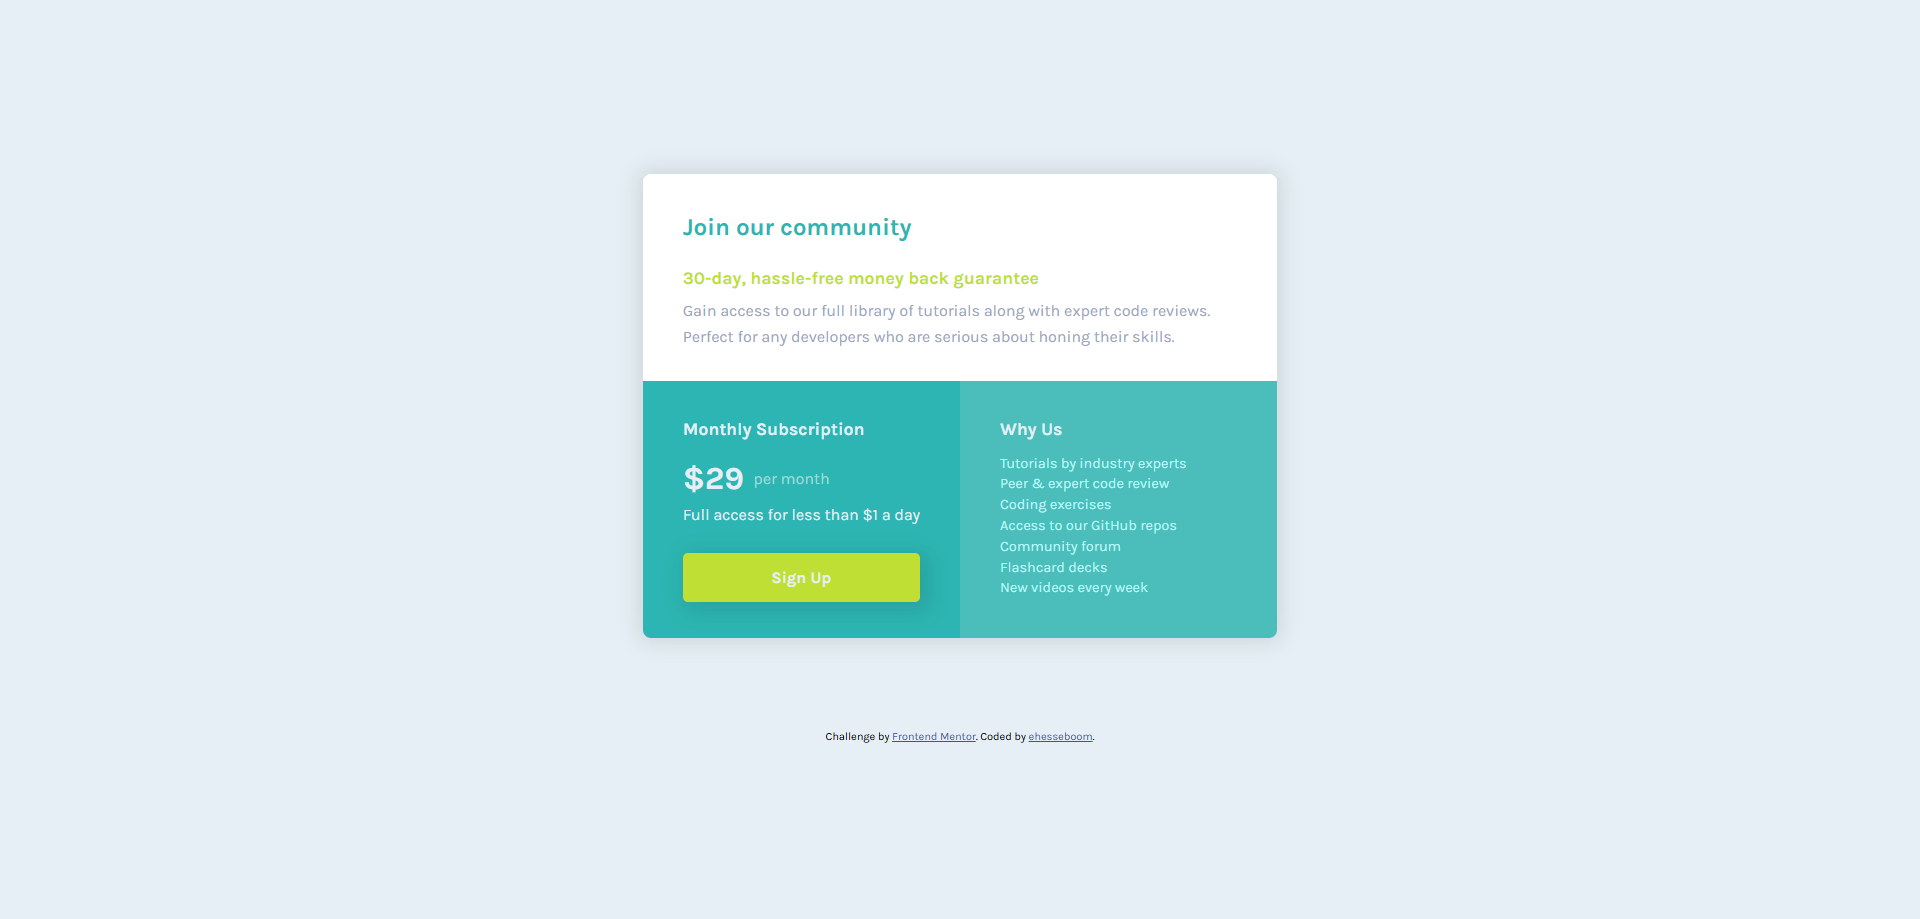 Join our community
30-day, hassle-free money back guarantee
Gain access to our full library of tutorials along with expert code reviews.
Perfect for any developers who are serious about honing their skills.
Monthly Subscription
$29 per month
Full access for less than $1 a day
Sign Up
Why Us
Tutorials by industry experts
Peer & expert code review
Coding exercises
Access to our GitHub repos
Community forum
Flashcard decks
New videos every week
Challenge by Frontend Mentor. Coded by ehesseboom.